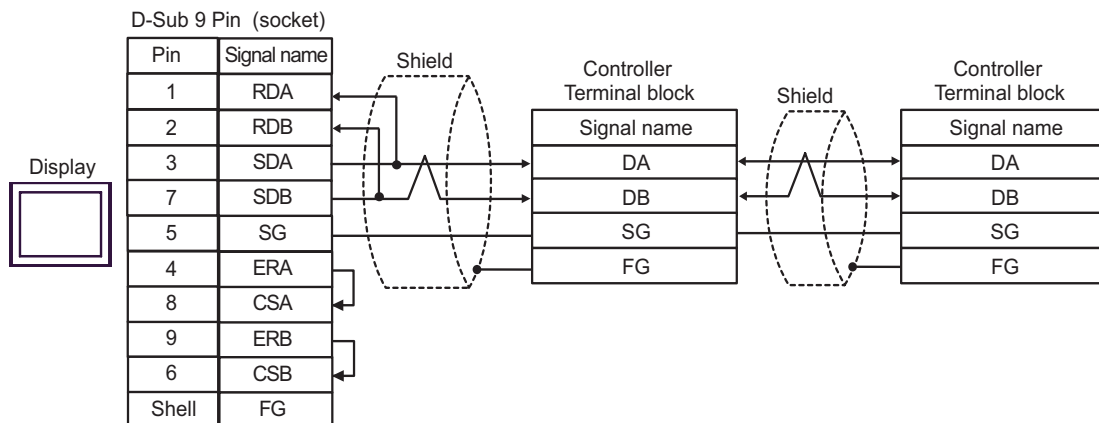 D-Sub 9 Pin (socket)
Pin Signal name
1 RDA
2 RDB
3 SDA
7 SDB
5 SG
4 ERA
8 CSA
9 ERB
6 CSB
Shell FG
Display
Shield
Controller
Terminal block
Signal name
DA
DB
SG
FG
Shield
Controller
Terminal block
Signal name
DA
DB
SG
FG